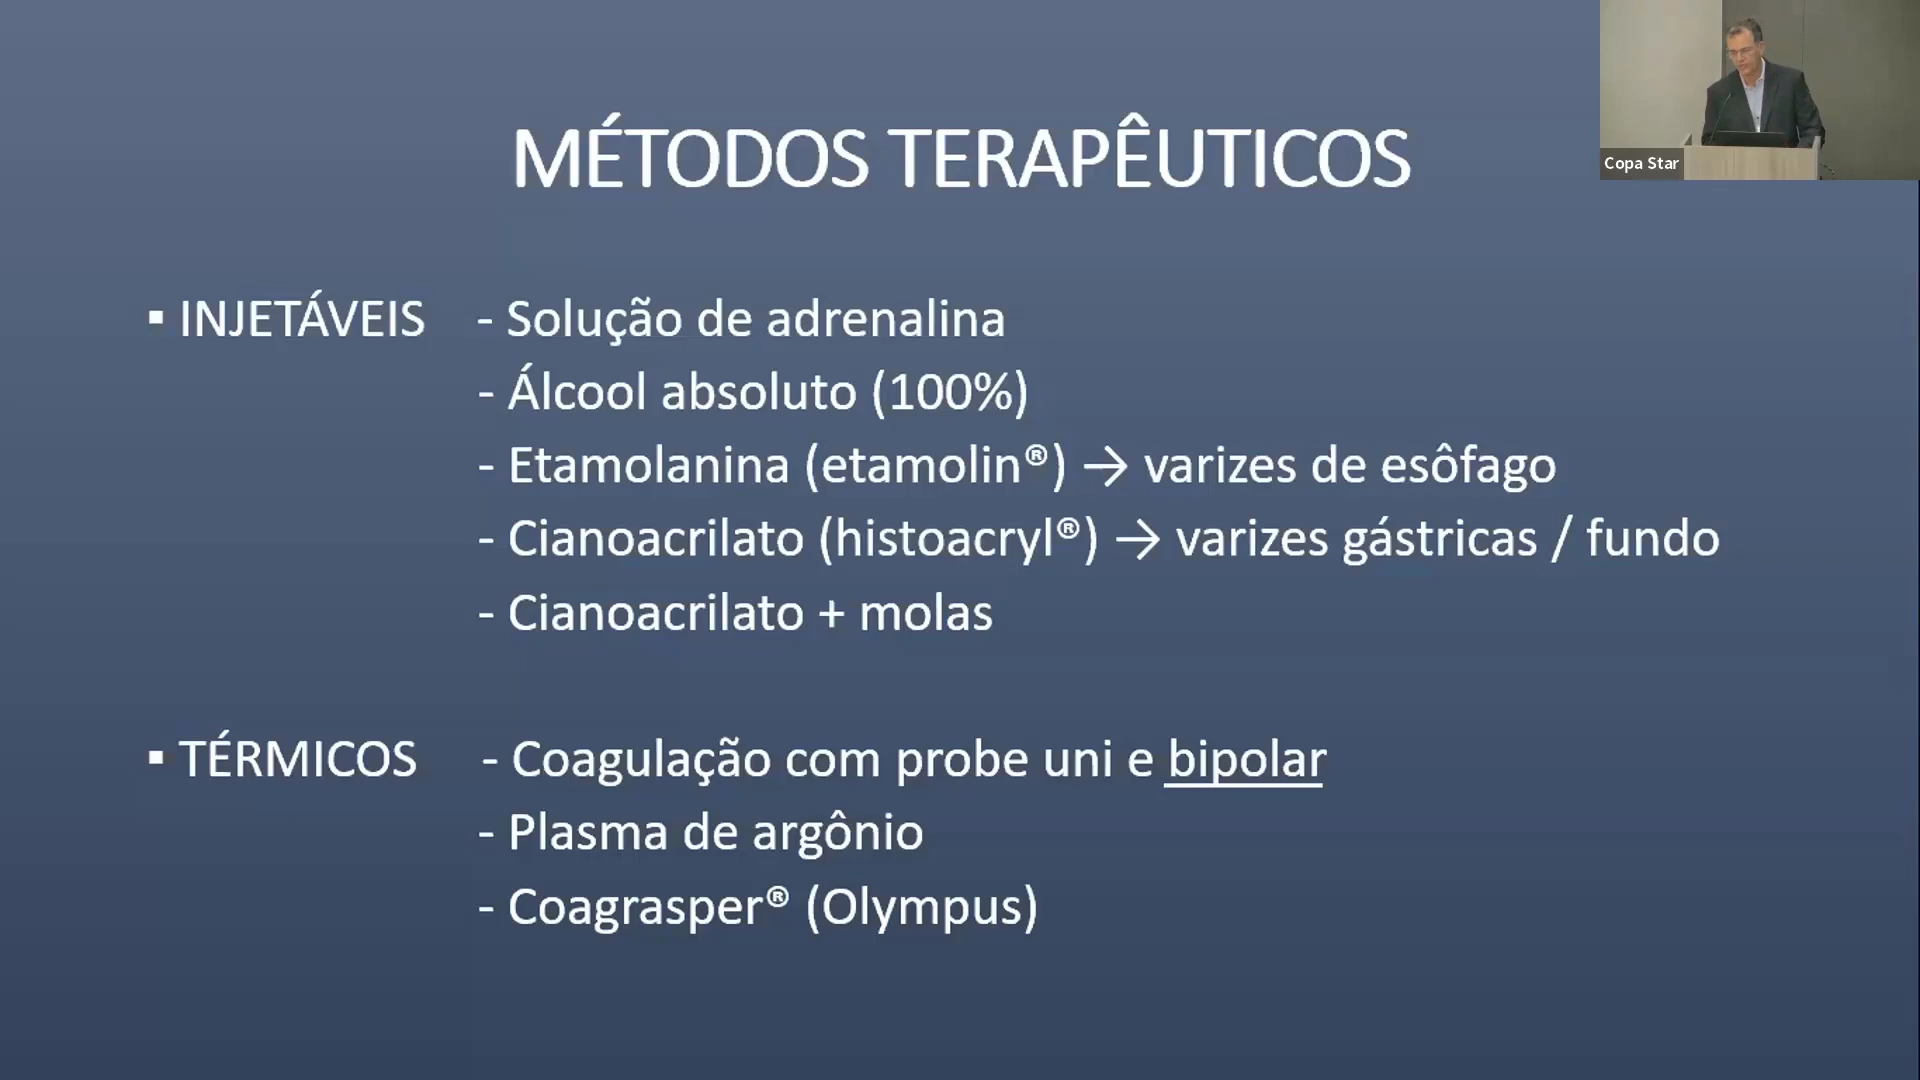 MÉTODOS TERAPÊUTICOS
Copa Star
▪ INJETÁVEIS - Solução de adrenalina
- Álcool absoluto (100%)
- Etamolanina (etamolin®) → varizes de esôfago
- Cianoacrilato (histoacryl®) → varizes gástricas / fundo
- Cianoacrilato + molas
▪ TÉRMICOS - Coagulação com probe uni e bipolar
- Plasma de argônio
- Coagrasper® (Olympus)